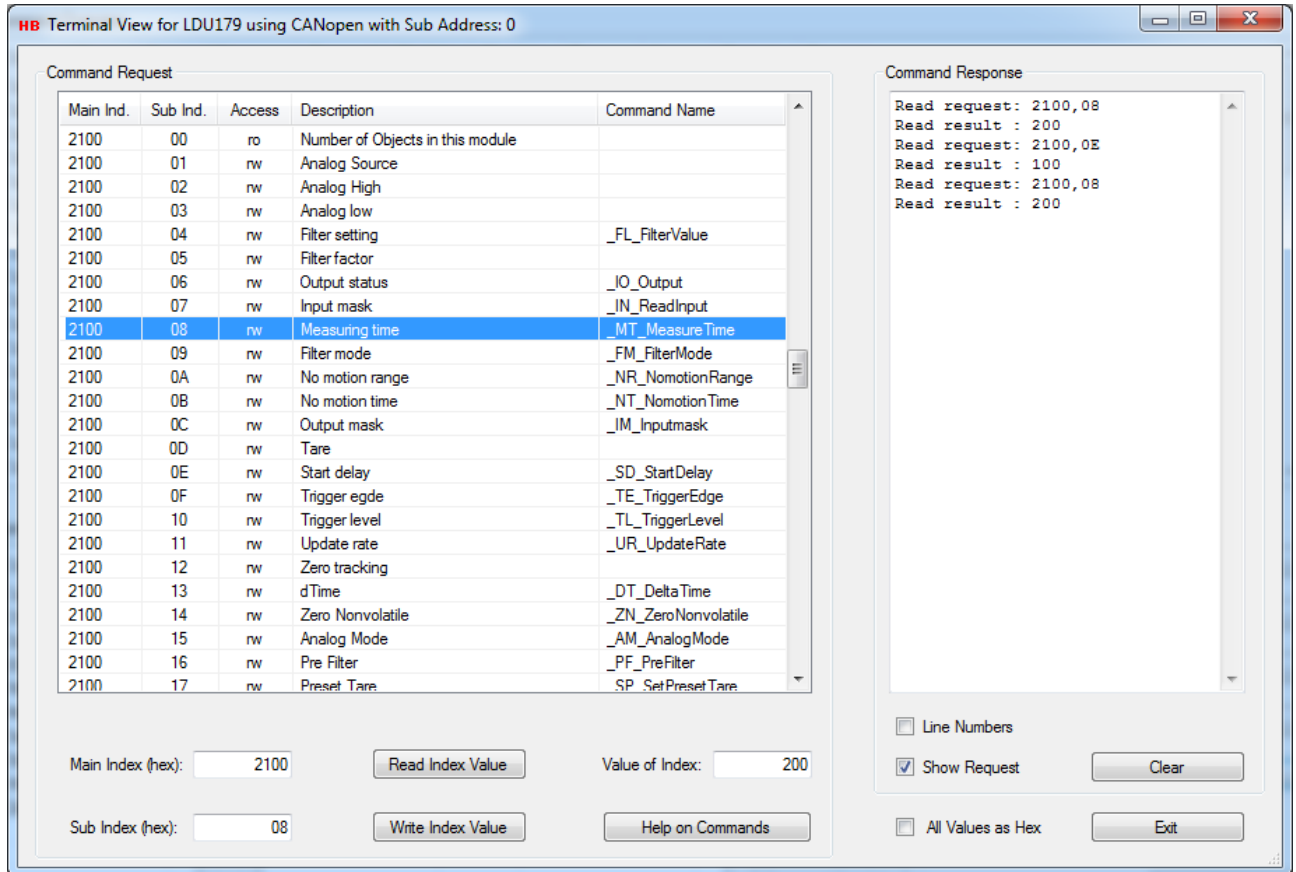 HB Terminal View for LDU179 using CANopen with Sub Address: 0
Command Request
Main Ind. Sub Ind. Access Description Command Name
2100 00 ro Number of Objects in this module
2100 01 rw Analog Source
2100 02 rw Analog High
2100 03 rw Analog low
2100 04 rw Filter setting _FL_FilterValue
2100 05 rw Filter factor
2100 06 rw Output status _IO_Output
2100 07 rw Input mask _IN_ReadInput
2100 08 rw Measuring time _MT_MeasureTime
2100 09 rw Filter mode _FM_FilterMode
2100 0A rw No motion range _NR_NomotionRange
2100 0B rw No motion time _NT_NomotionTime
2100 0C rw Output mask _IM_Inputmask
2100 0D rw Tare
2100 0E rw Start delay _SD_StartDelay
2100 0F rw Trigger egde _TE_TriggerEdge
2100 10 rw Trigger level _TL_TriggerLevel
2100 11 rw Update rate _UR_UpdateRate
2100 12 rw Zero tracking
2100 13 rw dTime _DT_DeltaTime
2100 14 rw Zero Nonvolatile _ZN_ZeroNonvolatile
2100 15 rw Analog Mode _AM_AnalogMode
2100 16 rw Pre Filter _PF_PreFilter
2100 17 rw Preset Tare _SP_SetPresetTare
Main Index (hex): 2100 Read Index Value Value of Index: 200
Sub Index (hex): 08 Write Index Value Help on Commands
Command Response
Read request: 2100,08
Read result : 200
Read request: 2100,0E
Read result : 100
Read request: 2100,08
Read result : 200
Line Numbers
Show Request Clear
All Values as Hex Exit